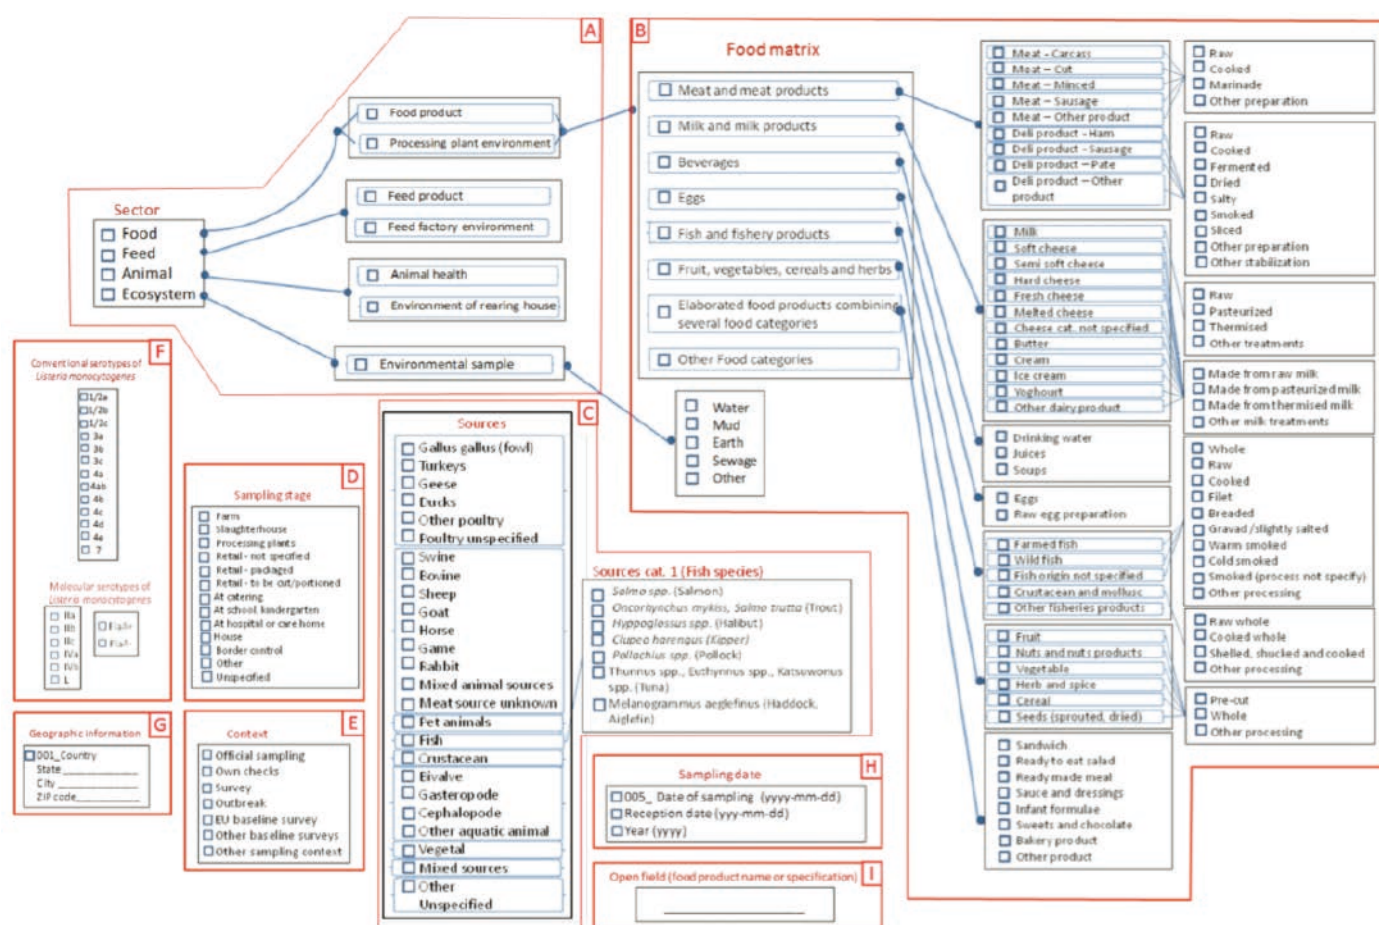 A
Sector
Food
Feed
Animal
Ecosystem
Food product
Processing plant environment
Feed product
Feed factory environment
Animal health
Environment of rearing house
Environmental sample
B
Food matrix
Meat and meat products
Milk and milk products
Beverages
Eggs
Fish and fishery products
Fruit, vegetables, cereals and herbs
Elaborated food products combining
several food categories
Other Food categories
Water
Mud
Earth
Sewage
Other
Meat - Carcass
Meat – Cut
Meat – Minced
Meat – Sausage
Meat – Other product
Deli product - Ham
Deli product - Sausage
Deli product – Pate
Deli product – Other
product
Raw
Cooked
Marinade
Other preparation
Raw
Cooked
Fermented
Dried
Salty
Smoked
Sliced
Other preparation
Other stabilization
Milk
Soft cheese
Semi soft cheese
Hard cheese
Fresh cheese
Melted cheese
Cheese cat. not specified
Butter
Cream
Ice cream
Yoghourt
Other dairy product
Raw
Pasteurized
Thermised
Other treatments
Made from raw milk
Made from pasteurized milk
Made from thermised milk
Other milk treatments
Drinking water
Juices
Soups
Eggs
Raw egg preparation
Farmed fish
Wild fish
Fish origin not specified
Crustacean and mollusc
Other fisheries products
Whole
Raw
Cooked
Filet
Breaded
Gravad /slightly salted
Warm smoked
Cold smoked
Smoked (process not specify)
Other processing
Raw whole
Cooked whole
Shelled, shucked and cooked
Other processing
Fruit
Nuts and nuts products
Vegetable
Herb and spice
Cereal
Seeds (sprouted, dried)
Pre-cut
Whole
Other processing
Sandwich
Ready to eat salad
Ready made meal
Sauce and dressings
Infant formulae
Sweets and chocolate
Bakery product
Other product
C
Sources
Gallus gallus (fowl)
Turkeys
Geese
Ducks
Other poultry
Poultry unspecified
Swine
Bovine
Sheep
Goat
Horse
Game
Rabbit
Mixed animal sources
Meat source unknown
Pet animals
Fish
Crustacean
Bivalve
Gasteropode
Cephalopode
Other aquatic animal
Vegetal
Mixed sources
Other
Unspecified
Sources cat. 1 (Fish species)
Salmo spp. (Salmon)
Oncorhynchus mykiss, Salmo trutta (Trout)
Hyppoglossus spp. (Halibut)
Clupea harengus (Kipper)
Pollachius spp. (Pollock)
Thunnus spp., Euthynnus spp., Katsuwonus
spp. (Tuna)
Melanogrammus aeglefinus (Haddock,
Aiglefin)
D
Sampling stage
Farm
Slaughterhouse
Processing plants
Retail - not specified
Retail - packaged
Retail - to be cut/portioned
At catering
At school, kindergarten
At hospital or care home
House
Border control
Other
Unspecified
E
Context
Official sampling
Own checks
Survey
Outbreak
EU baseline survey
Other baseline surveys
Other sampling context
F
Conventional serotypes of
Listeria monocytogenes
1/2a
1/2b
1/2c
3a
3b
3c
4a
4ab
4b
4c
4d
4e
7
Molecular serotypes of
Listeria monocytogenes
IIa
IIb
IIc
IVa
IVb
L
G
Geographic information
001_Country
State
City
ZIP code
H
Sampling date
005_ Date of sampling (yyyy-mm-dd)
Reception date (yyy-mm-dd)
Year (yyyy)
I
Open field (food product name or specification)